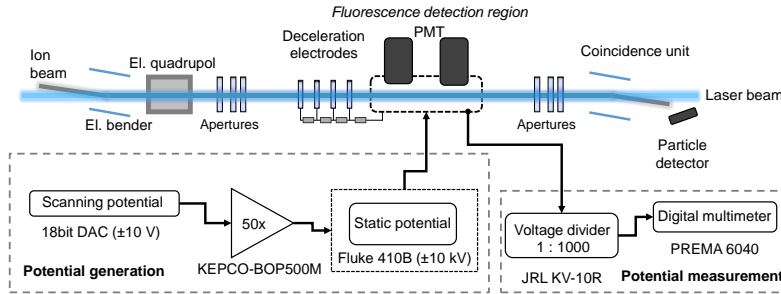 Fluorescence detection region
PMT
Deceleration
electrodes
Coincidence unit
Ion
beam
El. quadrupol
Laser beam
El. bender
Apertures
Apertures
Particle
detector
Scanning potential
18bit DAC (±10 V)
50x
KEPCO-BOP500M
Static potential
Fluke 410B (±10 kV)
Potential generation
Voltage divider
1 : 1000
JRL KV-10R
Digital multimeter
PREMA 6040
Potential measurement